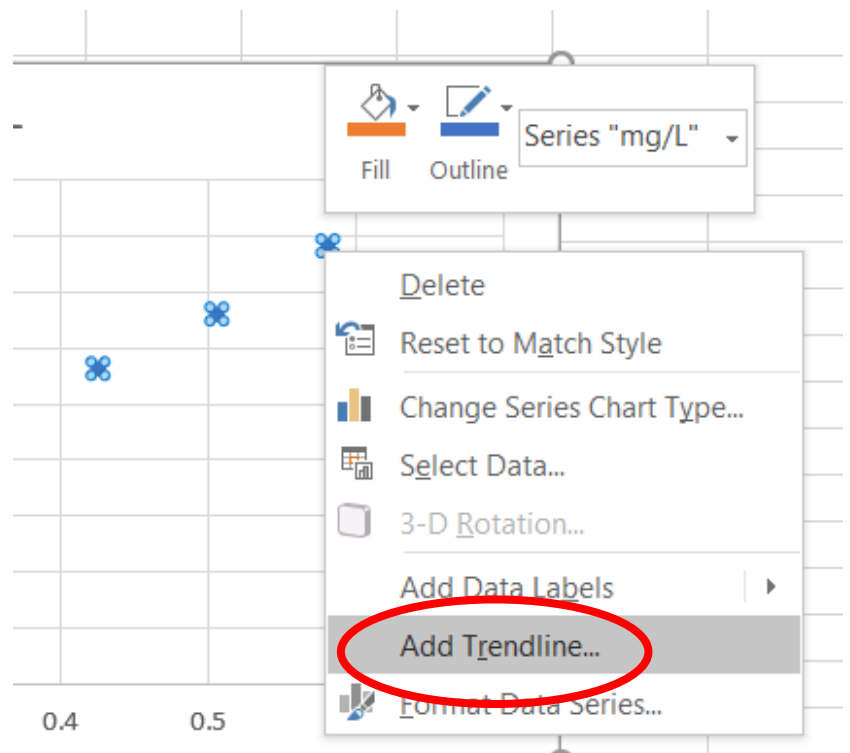 Series "mg/L"
Fill Outline
Delete
Reset to Match Style
Change Series Chart Type...
Select Data...
3-D Rotation...
Add Data Labels
Add Trendline...
Format Data Series...
0.4 0.5